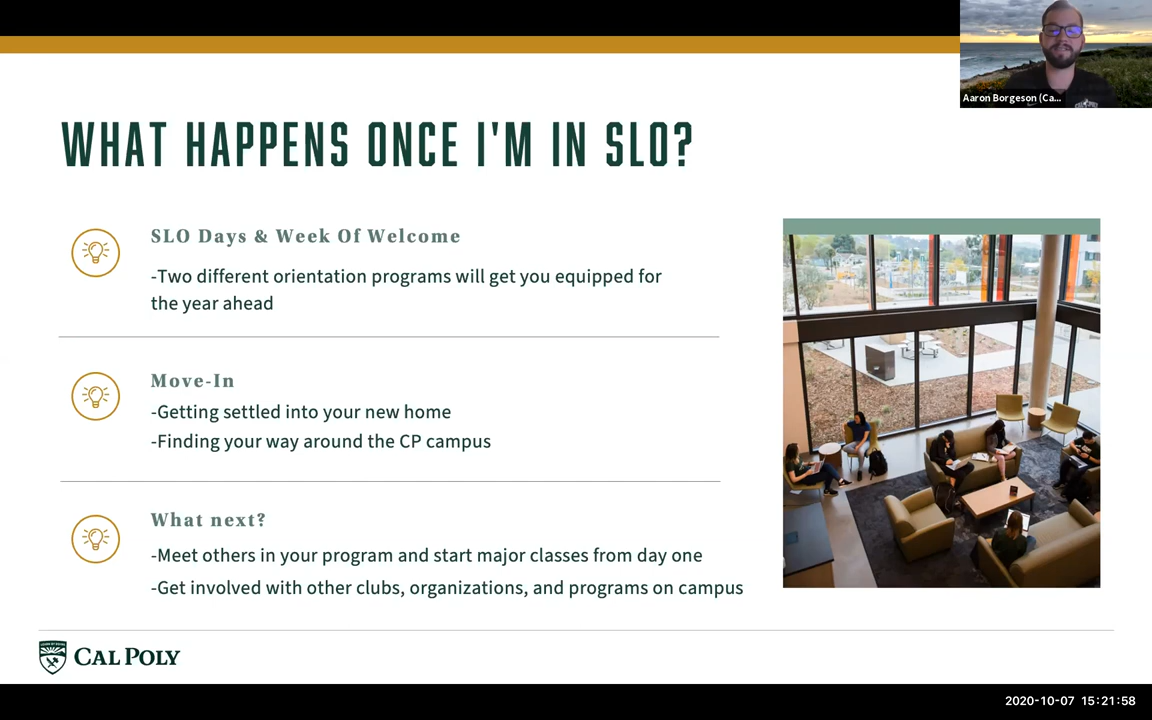 Aaron Borgeson (Ca...
WHAT HAPPENS ONCE I'M IN SLO?
SLO Days & Week Of Welcome
-Two different orientation programs will get you equipped for
the year ahead
Move-In
-Getting settled into your new home
-Finding your way around the CP campus
What next?
-Meet others in your program and start major classes from day one
-Get involved with other clubs, organizations, and programs on campus
CAL POLY
2020-10-07 15:21:58